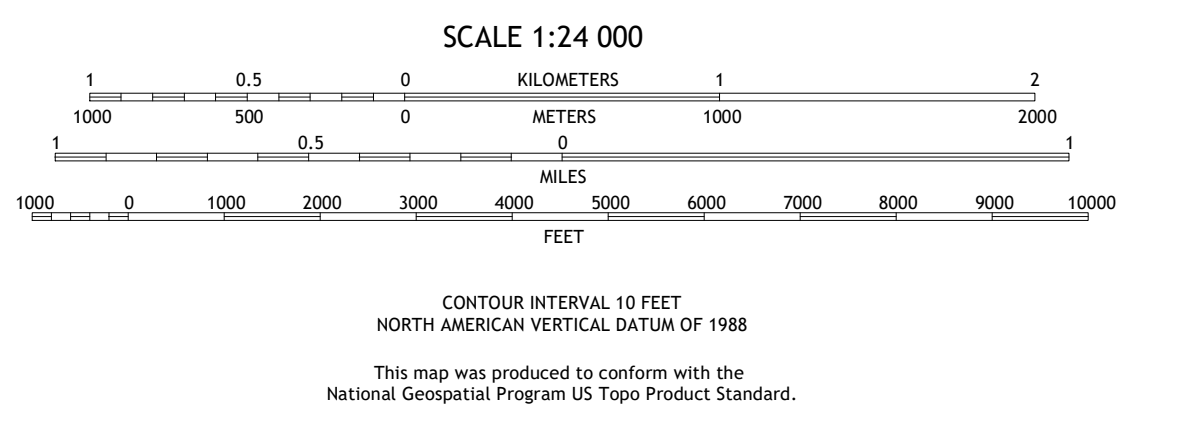 SCALE 1:24 000
1 0.5 0 KILOMETERS 1 2
1000 500 0 METERS 1000 2000
1 0.5 0 1
MILES
1000 0 1000 2000 3000 4000 5000 6000 7000 8000 9000 10000
FEET
CONTOUR INTERVAL 10 FEET
NORTH AMERICAN VERTICAL DATUM OF 1988
This map was produced to conform with the
National Geospatial Program US Topo Product Standard.